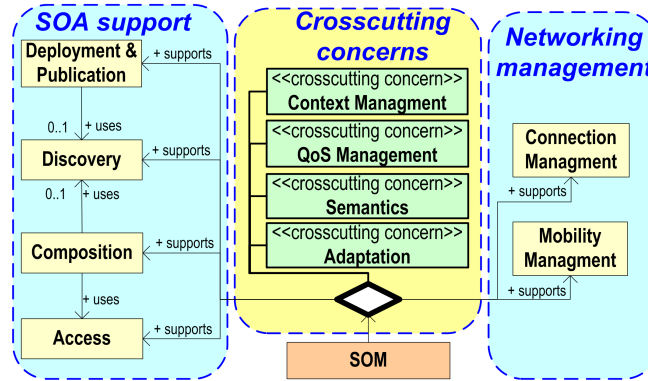 SOA support
Deployment &
Publication
+ supports
0..1
+ uses
Discovery
+ supports
0..1
+ uses
Composition
+ supports
+ uses
Access
+ supports
Crosscutting
concerns
<<crosscutting concern>>
Context Managment
<<crosscutting concern>>
QoS Management
<<crosscutting concern>>
Semantics
<<crosscutting concern>>
Adaptation
SOM
Networking
management
Connection
Managment
+ supports
Mobility
Managment
+ supports